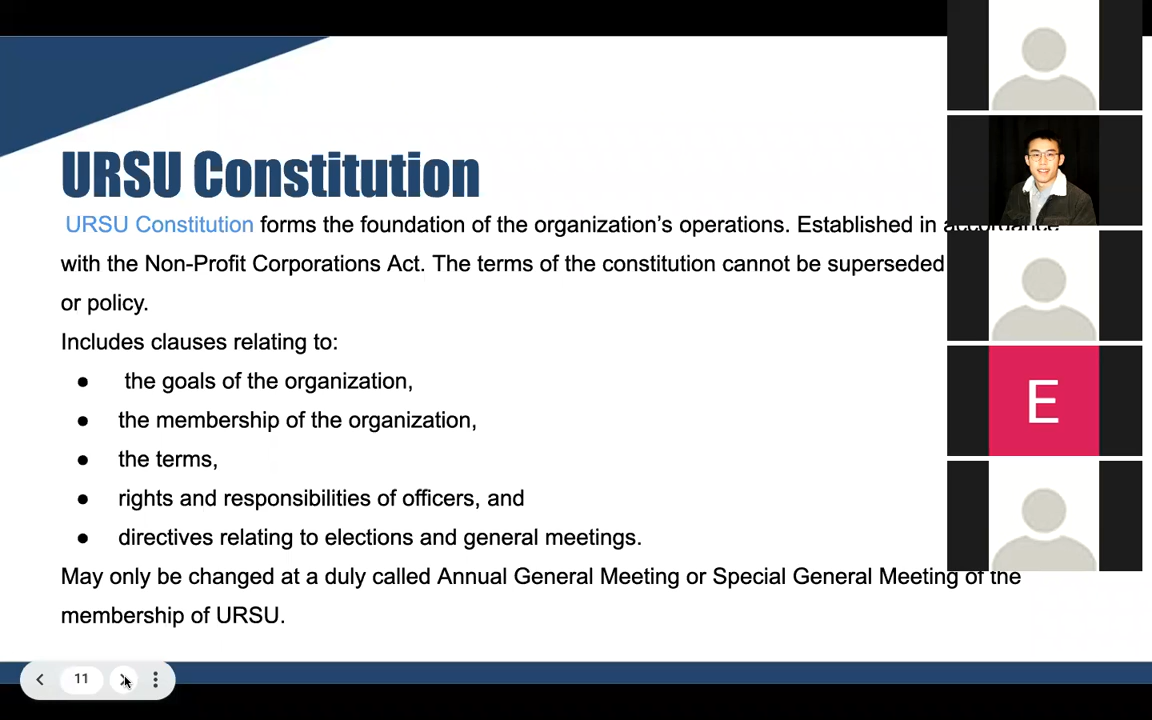 URSU Constitution
URSU Constitution forms the foundation of the organization's operations. Established in accordance
with the Non-Profit Corporations Act. The terms of the constitution cannot be superseded
or policy.
Includes clauses relating to:
● the goals of the organization,
● the membership of the organization,
● the terms,
● rights and responsibilities of officers, and
● directives relating to elections and general meetings.
May only be changed at a duly called Annual General Meeting or Special General Meeting of the
membership of URSU.
E
11